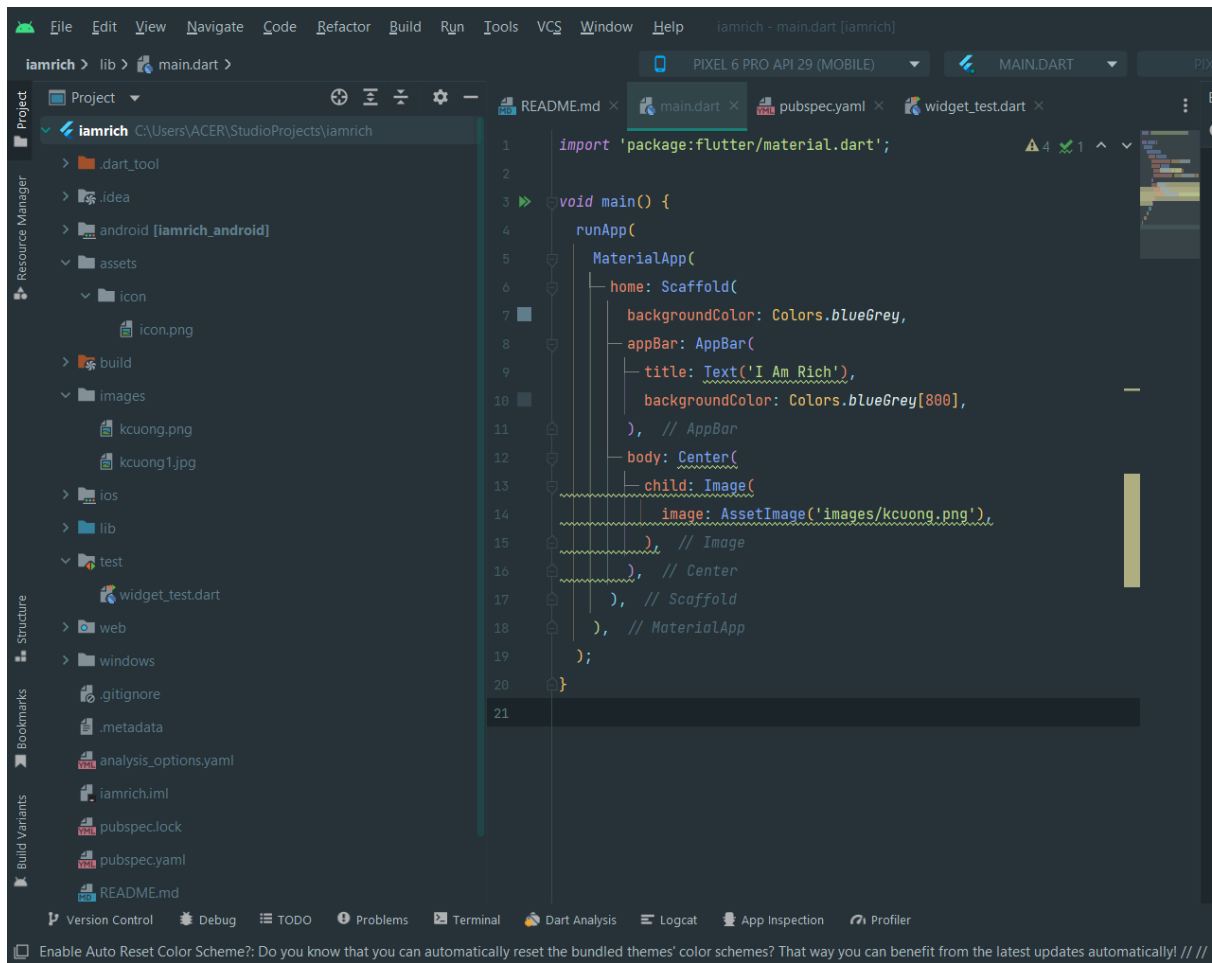 File Edit View Navigate Code Refactor Build Run Tools VCS Window Help iamrich - main.dart [iamrich]
iamrich > lib > main.dart >
PIXEL 6 PRO API 29 (MOBILE) MAIN.DART
Project
iamrich C:\Users\ACER\StudioProjects\iamrich
.dart_tool
.idea
android [iamrich_android]
assets
icon
icon.png
build
images
kcuong.png
kcuong1.jpg
ios
lib
test
widget_test.dart
web
windows
.gitignore
.metadata
analysis_options.yaml
iamrich.iml
pubspec.lock
pubspec.yaml
README.md
Project
Resource Manager
Structure
Bookmarks
Build Variants
README.md main.dart pubspec.yaml widget_test.dart
4 1
1 import 'package:flutter/material.dart';
2
3 void main() {
4 runApp(
5 MaterialApp(
6 home: Scaffold(
7 backgroundColor: Colors.blueGrey,
8 appBar: AppBar(
9 title: Text('I Am Rich'),
10 backgroundColor: Colors.blueGrey[800],
11 ), // AppBar
12 body: Center(
13 child: Image(
14 image: AssetImage('images/kcuong.png'),
15 ), // Image
16 ), // Center
17 ), // Scaffold
18 ), // MaterialApp
19 );
20 }
21
Version Control Debug TODO Problems Terminal Dart Analysis Logcat App Inspection Profiler
Enable Auto Reset Color Scheme?: Do you know that you can automatically reset the bundled themes' color schemes? That way you can benefit from the latest updates automatically! // //